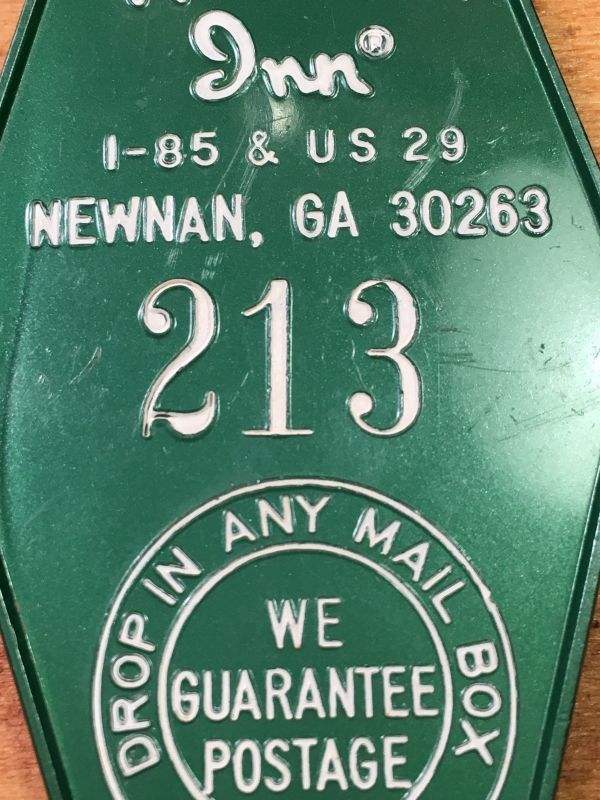 Inn®
I-85 & US 29
NEWNAN, GA 30263
213
DROP IN ANY MAIL BOX
WE
GUARANTEE
POSTAGE